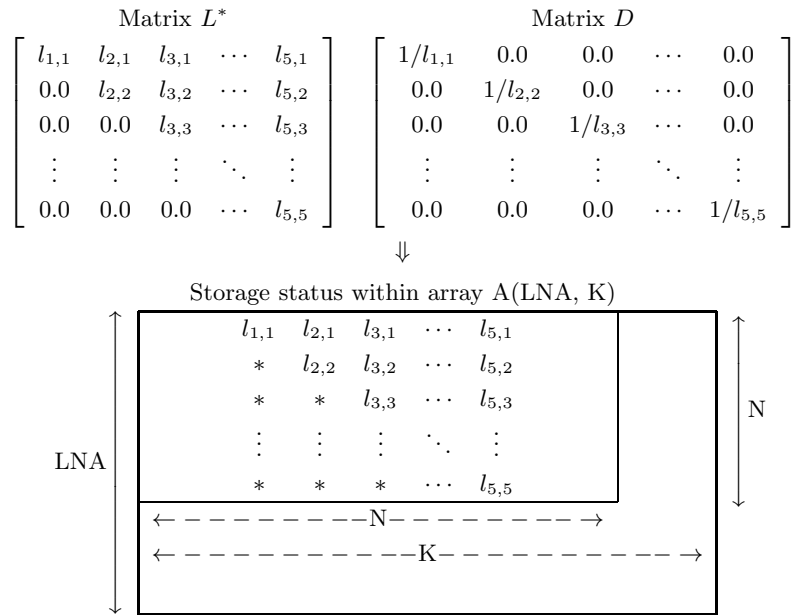 Matrix L* Matrix D
l1,1 l2,1 l3,1 ⋯ l5,1 1/l1,1 0.0 0.0 ⋯ 0.0
0.0 l2,2 l3,2 ⋯ l5,2 0.0 1/l2,2 0.0 ⋯ 0.0
0.0 0.0 l3,3 ⋯ l5,3 0.0 0.0 1/l3,3 ⋯ 0.0
⋮ ⋮ ⋮ ⋱ ⋮ ⋮ ⋮ ⋮ ⋱ ⋮
0.0 0.0 0.0 ⋯ l5,5 0.0 0.0 0.0 ⋯ 1/l5,5
⇓
Storage status within array A(LNA, K)
l1,1 l2,1 l3,1 ⋯ l5,1
* l2,2 l3,2 ⋯ l5,2
* * l3,3 ⋯ l5,3
N
⋮ ⋮ ⋮ ⋱ ⋮
LNA
* * * ⋯ l5,5
N
K